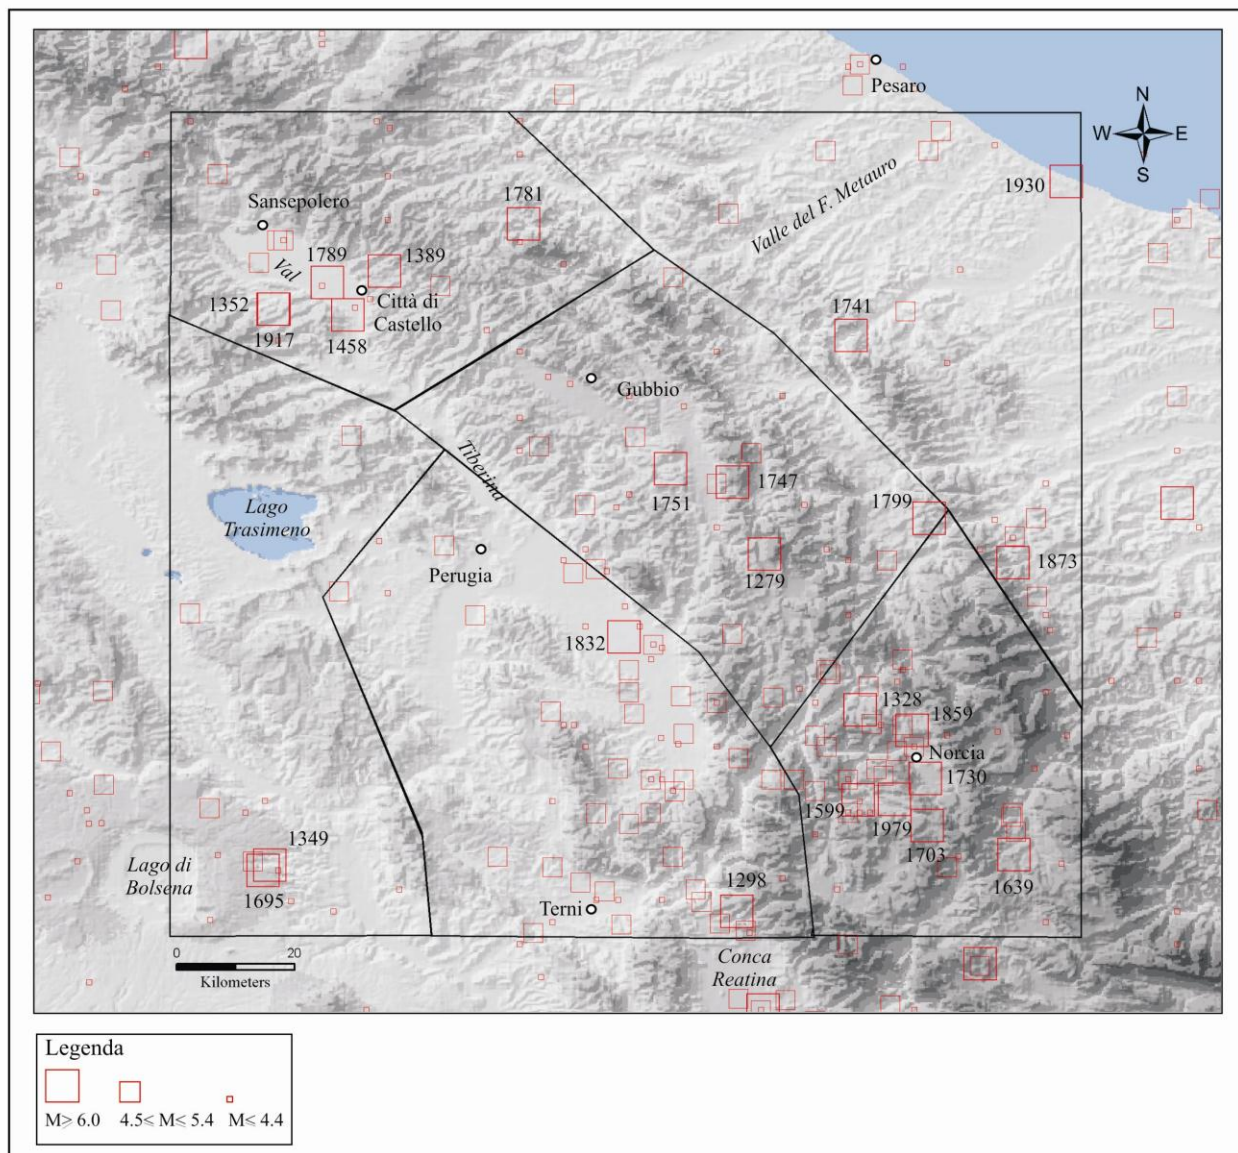 Pesaro
N
W
E
S
1930
Valle del F. Metauro
1781
Sansepolero
1789
1389
Val
Città di
Castello
1352
1917
1458
1741
Gubbio
Tiberina
1751
1747
1799
Lago
Trasimeno
Perugia
1279
1873
1832
1328
1859
Norcia
1730
1599
1979
1703
1639
1349
Lago di
Bolsena
1695
1298
Terni
Conca
Reatina
0
20
Kilometers
Legenda
M⩾ 6.0
4.5⩽ M⩽ 5.4
M⩽ 4.4